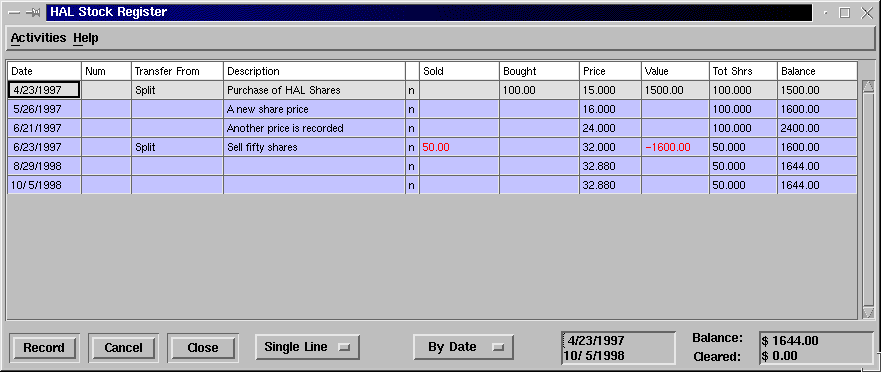 HAL Stock Register
Activities Help
Date Num Transfer From Description Sold Bought Price Value Tot Shrs Balance
4/23/1997 Split Purchase of HAL Shares n 100.00 15.000 1500.00 100.000 1500.00
5/26/1997 A new share price n 16.000 100.000 1600.00
6/21/1997 Another price is recorded n 24.000 100.000 2400.00
6/23/1997 Split Sell fifty shares n 50.00 32.000 -1600.00 50.000 1600.00
8/29/1998 n 32.880 50.000 1644.00
10/ 5/1998 n 32.880 50.000 1644.00
Record Cancel Close Single Line By Date 4/23/1997 Balance: $ 1644.00
10/ 5/1998 Cleared: $ 0.00